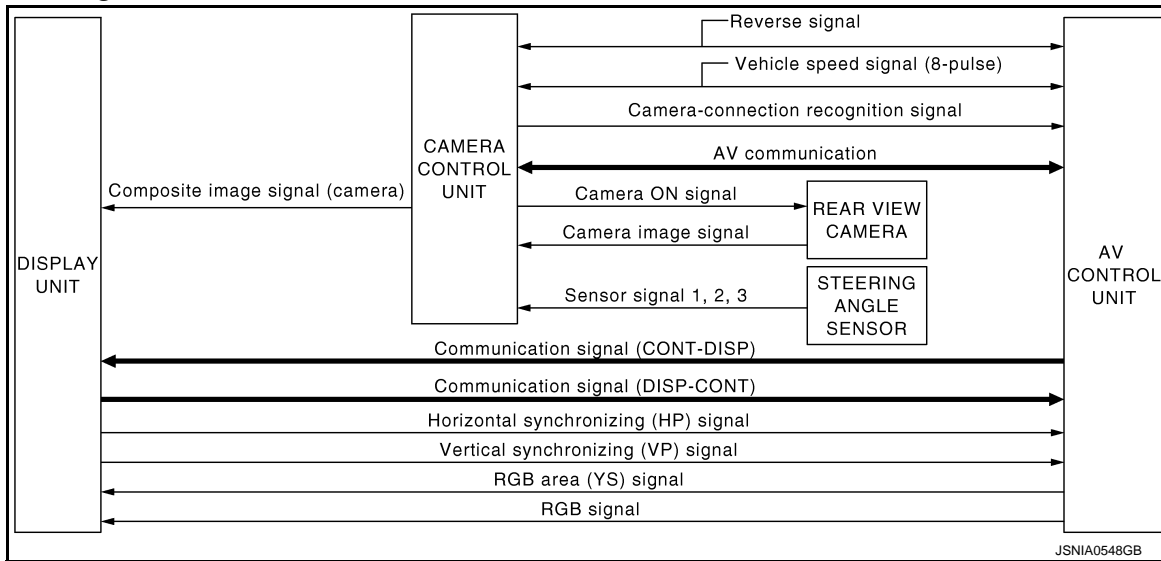 Reverse signal
Vehicle speed signal (8-pulse)
Camera-connection recognition signal
AV communication
CAMERA
CONTROL
UNIT
Composite image signal (camera)
Camera ON signal
REAR VIEW
CAMERA
Camera image signal
DISPLAY
UNIT
AV
CONTROL
UNIT
Sensor signal 1, 2, 3
STEERING
ANGLE
SENSOR
Communication signal (CONT-DISP)
Communication signal (DISP-CONT)
Horizontal synchronizing (HP) signal
Vertical synchronizing (VP) signal
RGB area (YS) signal
RGB signal
JSNIA0548GB